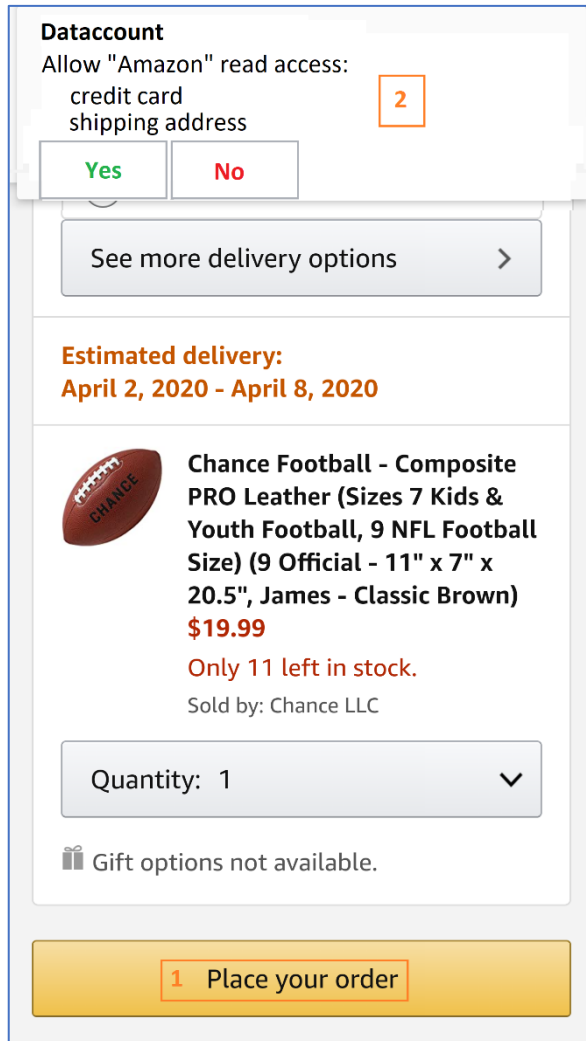 Dataccount
Allow "Amazon" read access:
credit card
2
shipping address
Yes No
See more delivery options
Estimated delivery:
April 2, 2020 - April 8, 2020
CHANCE
Chance Football - Composite
PRO Leather (Sizes 7 Kids &
Youth Football, 9 NFL Football
Size) (9 Official - 11" x 7" x
20.5", James - Classic Brown)
$19.99
Only 11 left in stock.
Sold by: Chance LLC
Quantity: 1
Gift options not available.
1 Place your order